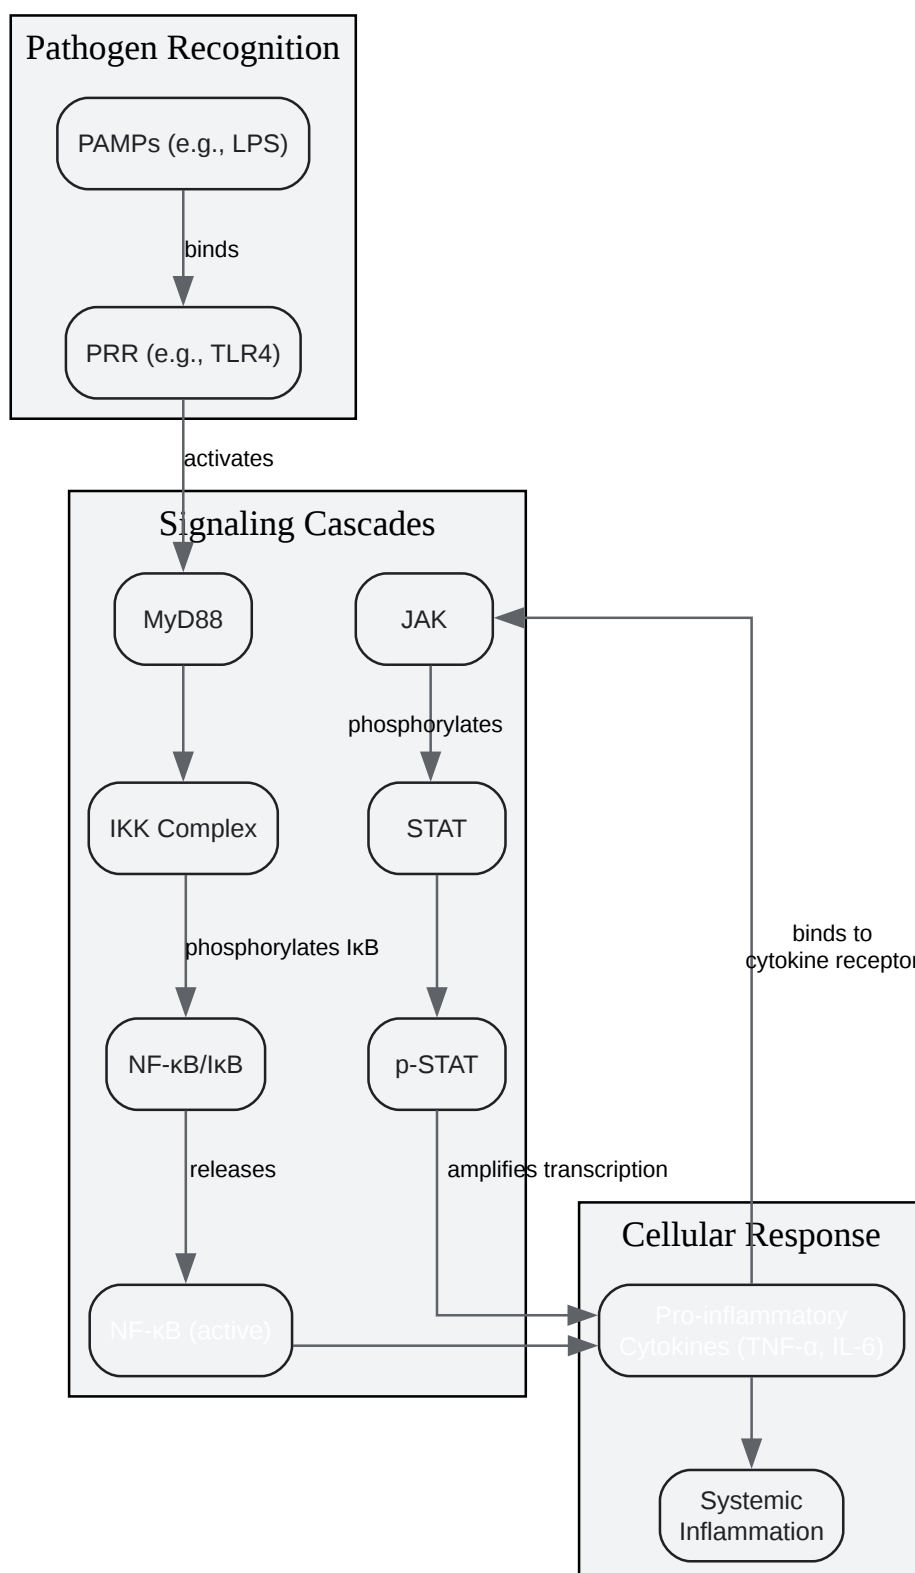 Pathogen Recognition
PAMPs (e.g., LPS)
binds
PRR (e.g., TLR4)
activates
Signaling Cascades
MyD88
JAK
phosphorylates
IKK Complex
STAT
phosphorylates IκB
binds to
cytokine receptor
NF-κB/IκB
p-STAT
releases
amplifies transcription
Cellular Response
NF-κB (active)
Pro-inflammatory
Cytokines (TNF-α, IL-6)
Systemic
Inflammation